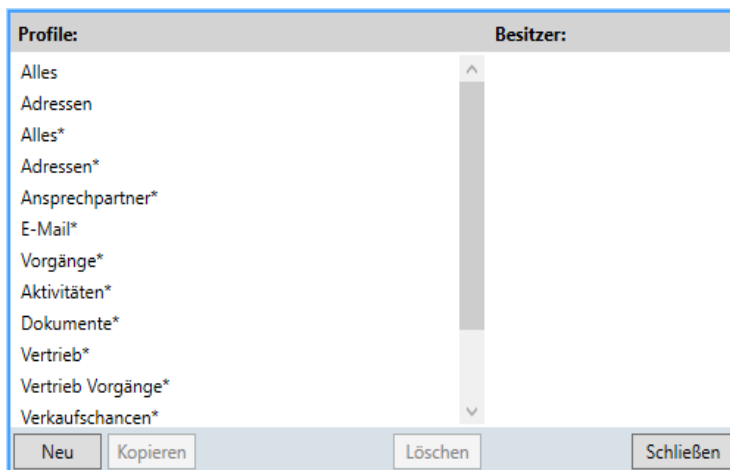 Profile: Besitzer:
Alles
Adressen
Alles*
Adressen*
Ansprechpartner*
E-Mail*
Vorgänge*
Aktivitäten*
Dokumente*
Vertrieb*
Vertrieb Vorgänge*
Verkaufschancen*
Neu Kopieren Löschen Schließen